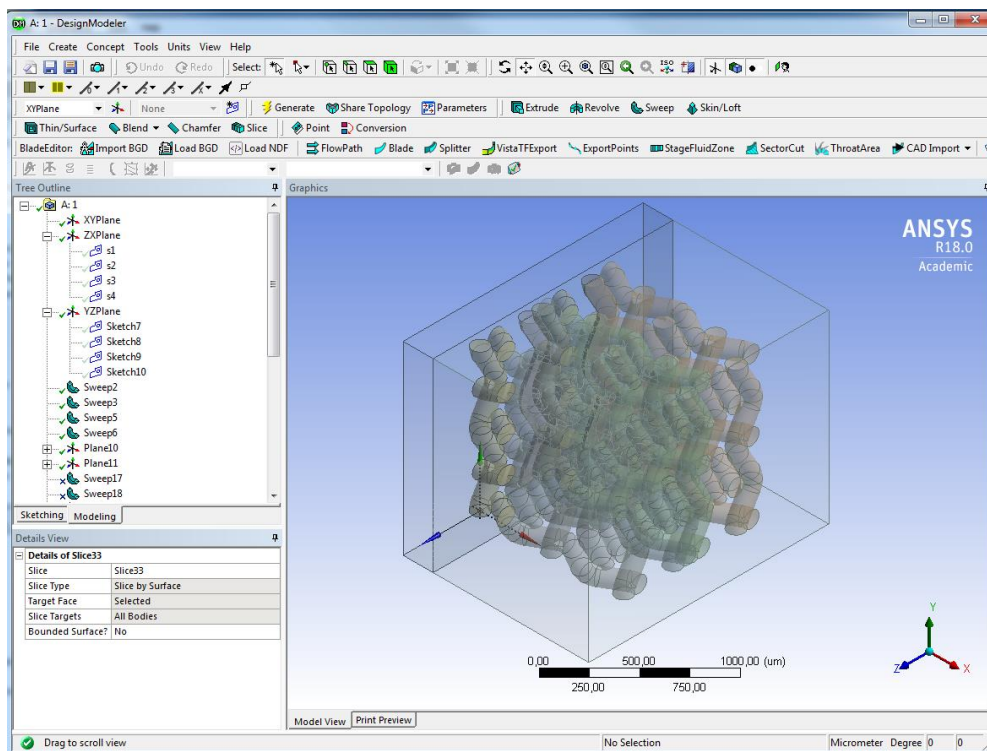 A: 1 - DesignModeler
File Create Concept Tools Units View Help
Undo Redo Select:
XYPlane None Generate Share Topology Parameters Extrude Revolve Sweep Skin/Loft
Thin/Surface Blend Chamfer Slice Point Conversion
BladeEditor: Import BGD Load BGD Load NDF FlowPath Blade Splitter VistaTFExport ExportPoints StageFluidZone SectorCut ThroatArea CAD Import
Tree Outline
A: 1
XYPlane
ZXPlane
s1
s2
s3
s4
YZPlane
Sketch7
Sketch8
Sketch9
Sketch10
Sweep2
Sweep3
Sweep5
Sweep6
Plane10
Plane11
Sweep17
Sweep18
Sketching Modeling
Details View
Details of Slice33
Slice Slice33
Slice Type Slice by Surface
Target Face Selected
Slice Targets All Bodies
Bounded Surface? No
Graphics
ANSYS
R18.0
Academic
0,00 500,00 1000,00 (um)
250,00 750,00
Y
Z X
Model View Print Preview
Drag to scroll view No Selection Micrometer Degree 0 0